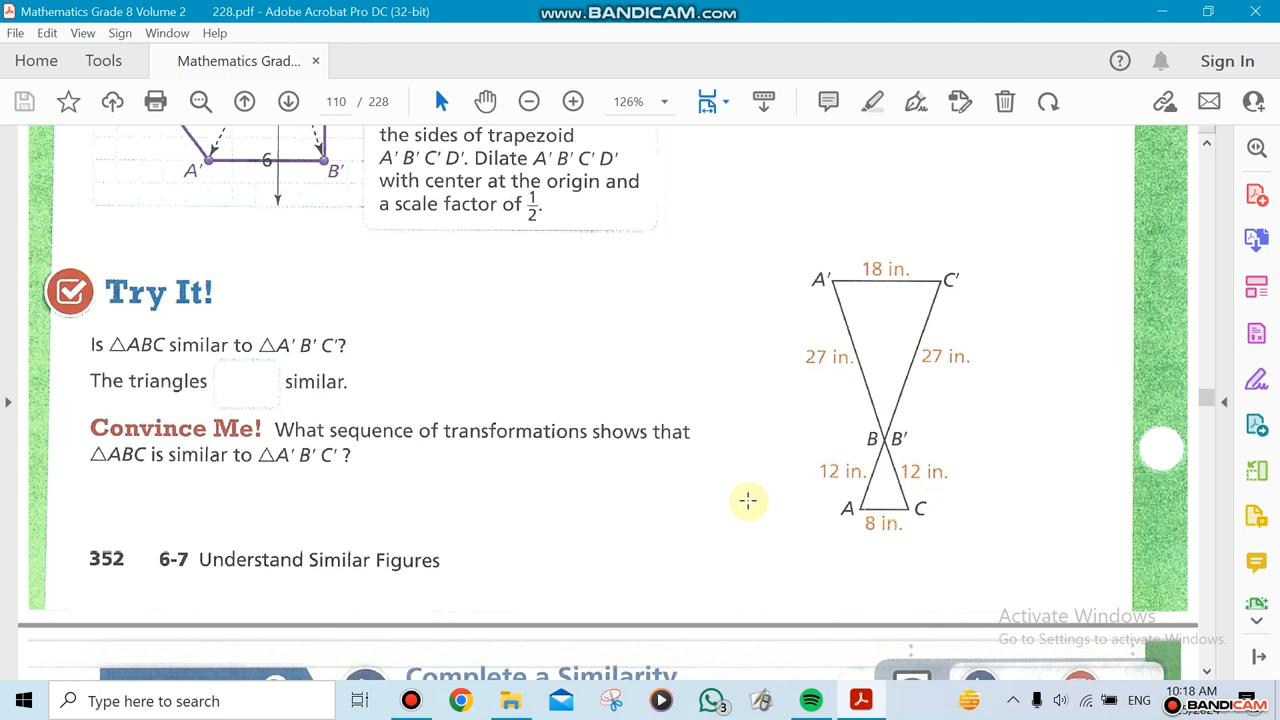 Mathematics Grade 8 Volume 2 228.pdf - Adobe Acrobat Pro DC (32-bit)
www.BANDICAM.com
File Edit View Sign Window Help
Home Tools Mathematics Grad... × Sign In
110 / 228 126%
the sides of trapezoid
A′ B′ C′ D′. Dilate A′ B′ C′ D′
with center at the origin and
a scale factor of 1/2.
A′ 6 B′
Try It!
Is △ABC similar to △A′ B′ C′?
The triangles similar.
Convince Me! What sequence of transformations shows that
△ABC is similar to △A′ B′ C′ ?
18 in.
A′ C′
27 in. 27 in.
B B′
12 in. 12 in.
A C
8 in.
352 6-7 Understand Similar Figures
Activate Windows
Go to Settings to activate Windows.
Complete a Similarity
Type here to search
3
ENG
10:18 AM
BANDICAM